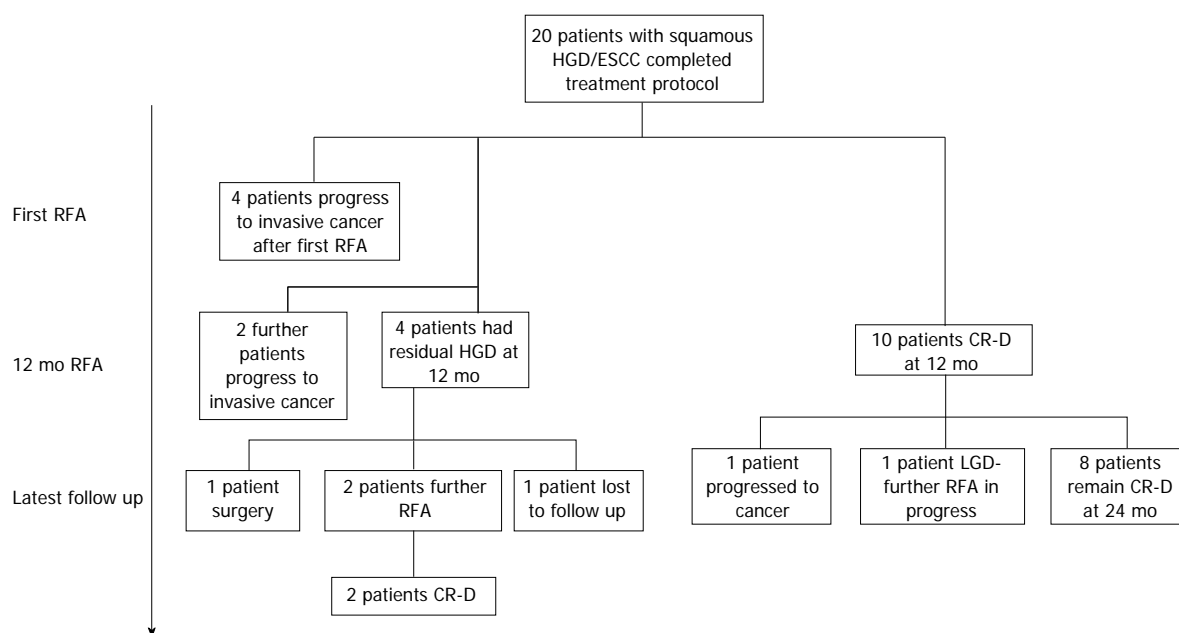 20 patients with squamous
HGD/ESCC completed
treatment protocol
First RFA
4 patients progress
to invasive cancer
after first RFA
12 mo RFA
2 further
patients
progress to
invasive cancer
4 patients had
residual HGD at
12 mo
10 patients CR-D
at 12 mo
Latest follow up
1 patient
surgery
2 patients further
RFA
1 patient lost
to follow up
1 patient
progressed to
cancer
1 patient LGD-
further RFA in
progress
8 patients
remain CR-D
at 24 mo
2 patients CR-D